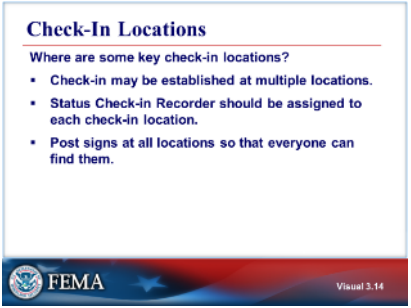 Check-In Locations
Where are some key check-in locations?
▪ Check-in may be established at multiple locations.
▪ Status Check-in Recorder should be assigned to
each check-in location.
▪ Post signs at all locations so that everyone can
find them.
FEMA
Visual 3.14